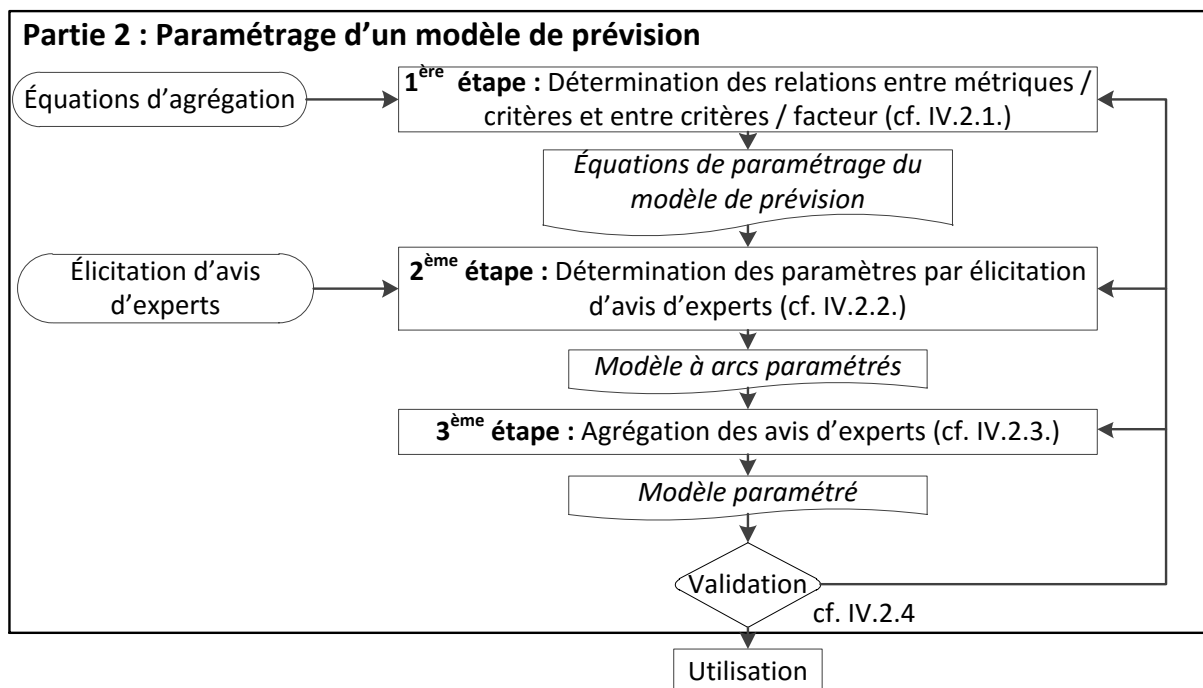 Partie 2 : Paramétrage d’un modèle de prévision
Équations d’agrégation
1ère étape : Détermination des relations entre métriques /
critères et entre critères / facteur (cf. IV.2.1.)
Équations de paramétrage du
modèle de prévision
Élicitation d’avis
d’experts
2ème étape : Détermination des paramètres par élicitation
d’avis d’experts (cf. IV.2.2.)
Modèle à arcs paramétrés
3ème étape : Agrégation des avis d’experts (cf. IV.2.3.)
Modèle paramétré
Validation
cf. IV.2.4
Utilisation